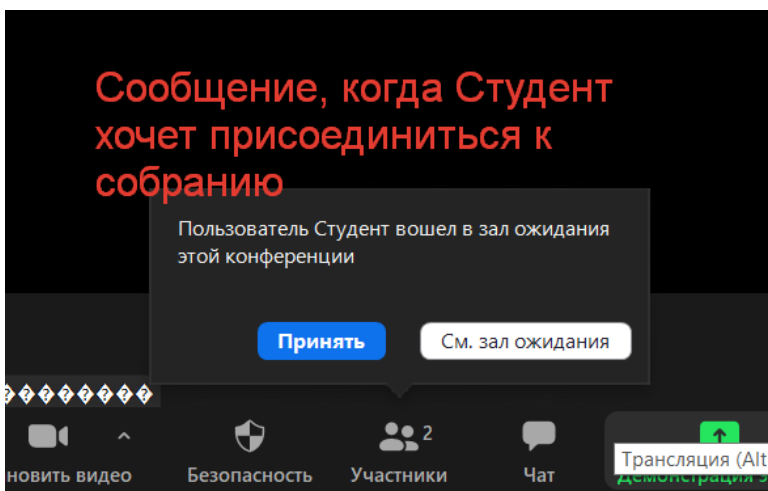 Сообщение, когда Студент
хочет присоединиться к
собранию
Пользователь Студент вошел в зал ожидания
этой конференции
Принять
См. зал ожидания
новить видео
Безопасность
2
Участники
Чат
Трансляция (Alt